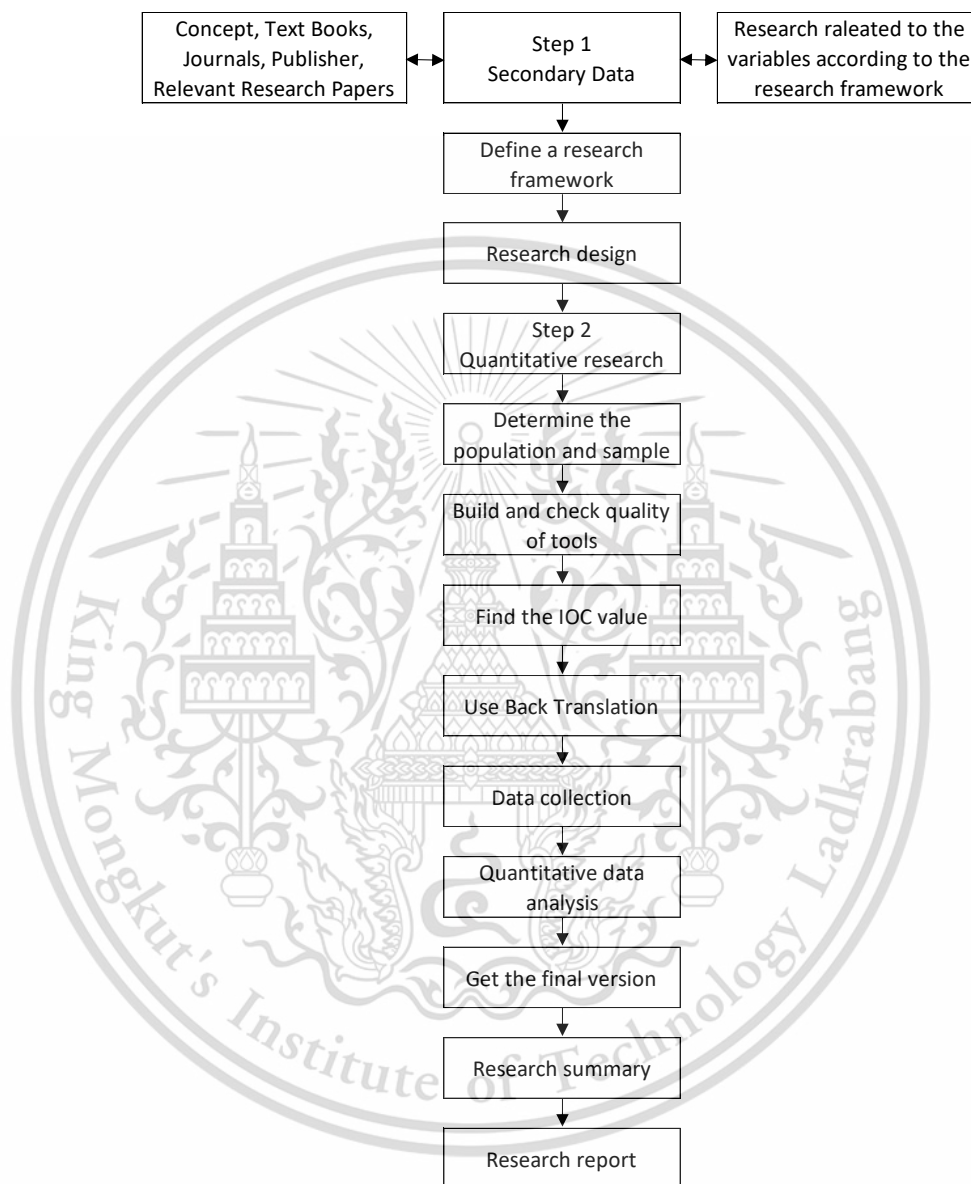 Concept, Text Books,
Journals, Publisher,
Relevant Research Papers
Step 1
Secondary Data
Research raleated to the
variables according to the
research framework
Define a research
framework
Research design
Step 2
Quantitative research
Determine the
population and sample
Build and check quality
of tools
Find the IOC value
Use Back Translation
Data collection
Quantitative data
analysis
Get the final version
Research summary
Research report
King Mongkut's Institute of Technology Ladkrabang